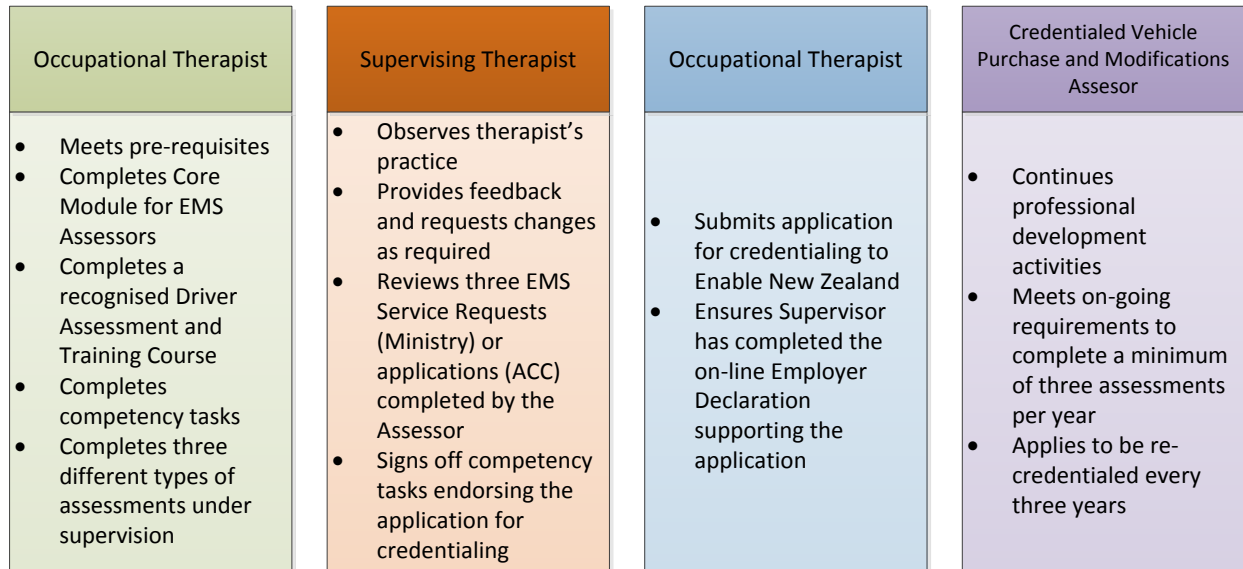 Occupational Therapist
• Meets pre-requisites
• Completes Core
Module for EMS
Assessors
• Completes a
recognised Driver
Assessment and
Training Course
• Completes
competency tasks
• Completes three
different types of
assessments under
supervision
Supervising Therapist
• Observes therapist’s
practice
• Provides feedback
and requests changes
as required
• Reviews three EMS
Service Requests
(Ministry) or
applications (ACC)
completed by the
Assessor
• Signs off competency
tasks endorsing the
application for
credentialing
Occupational Therapist
• Submits application
for credentialing to
Enable New Zealand
• Ensures Supervisor
has completed the
on-line Employer
Declaration
supporting the
application
Credentialed Vehicle
Purchase and Modifications
Assesor
• Continues
professional
development
activities
• Meets on-going
requirements to
complete a minimum
of three assessments
per year
• Applies to be re-
credentialed every
three years